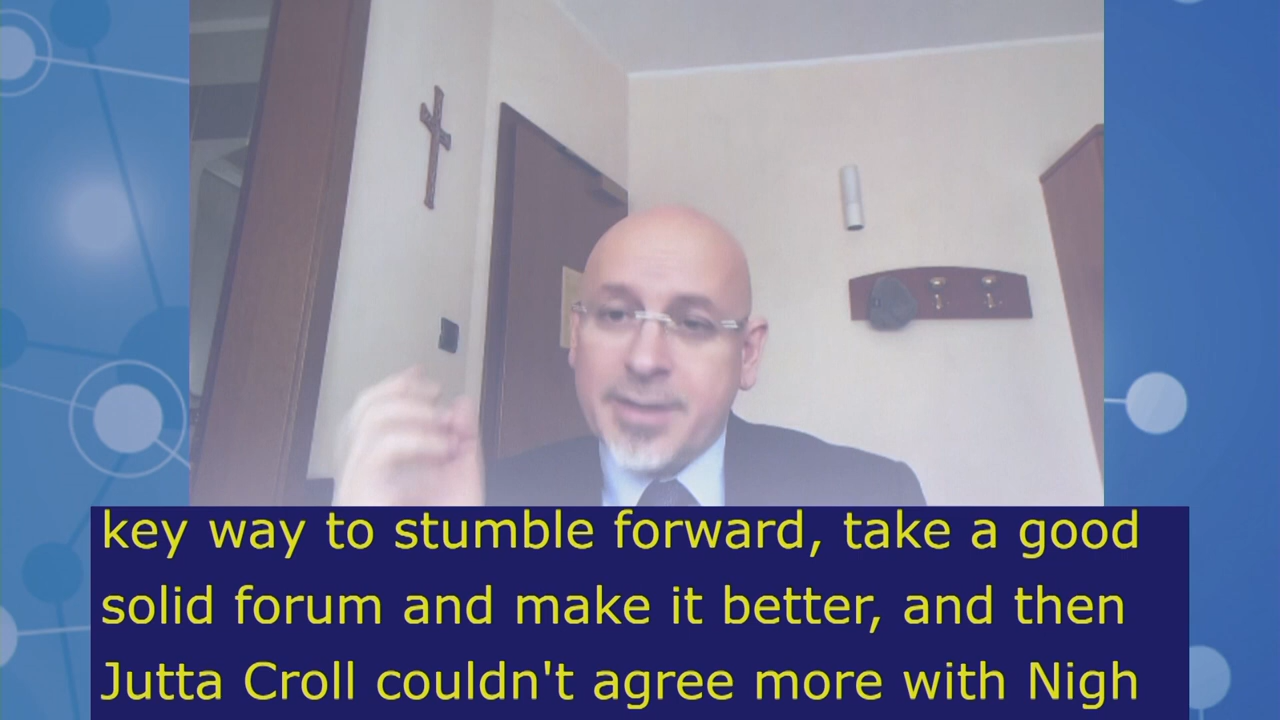 key way to stumble forward, take a good
solid forum and make it better, and then
Jutta Croll couldn't agree more with Nigh